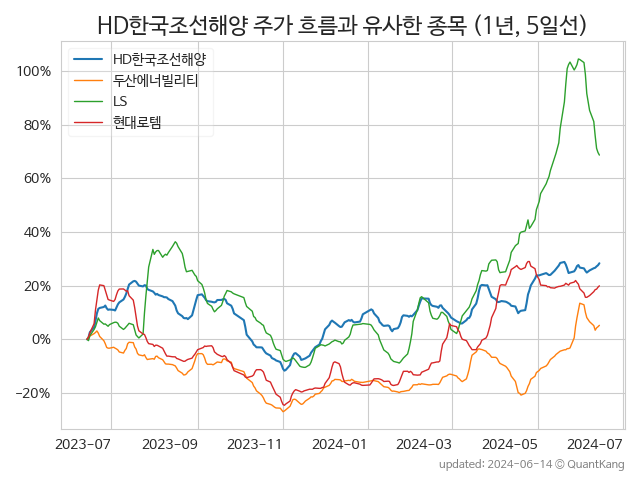 HD한국조선해양 주가 흐름과 유사한 종목 (1년, 5일선)
HD한국조선해양
두산에너빌리티
LS
현대로템
100%
80%
60%
40%
20%
0%
−20%
2023-07 2023-09 2023-11 2024-01 2024-03 2024-05 2024-07
updated: 2024-06-14 © QuantKang